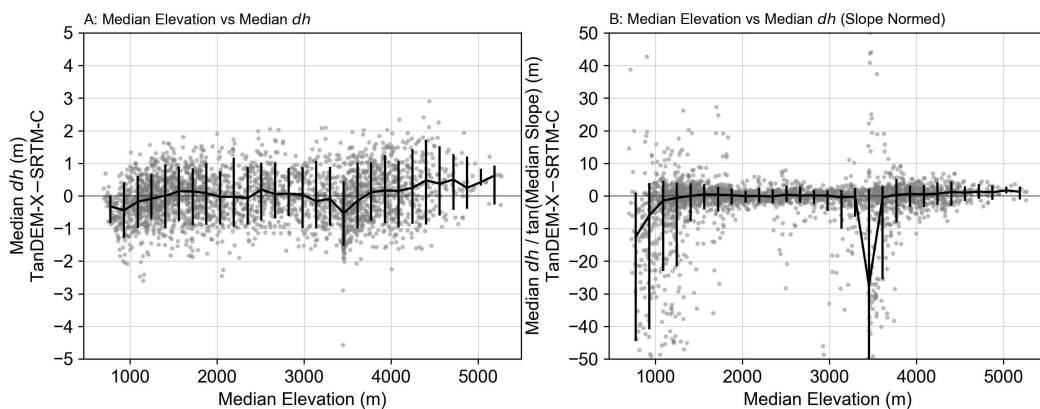 A: Median Elevation vs Median dh
5
4
3
2
1
0
−1
−2
−3
−4
−5
1000 2000 3000 4000 5000
Median Elevation (m)
Median dh (m)
TanDEM-X−SRTM-C
B: Median Elevation vs Median dh (Slope Normed)
50
40
30
20
10
0
−10
−20
−30
−40
−50
1000 2000 3000 4000 5000
Median Elevation (m)
Median dh / tan(Median Slope) (m)
TanDEM-X−SRTM-C